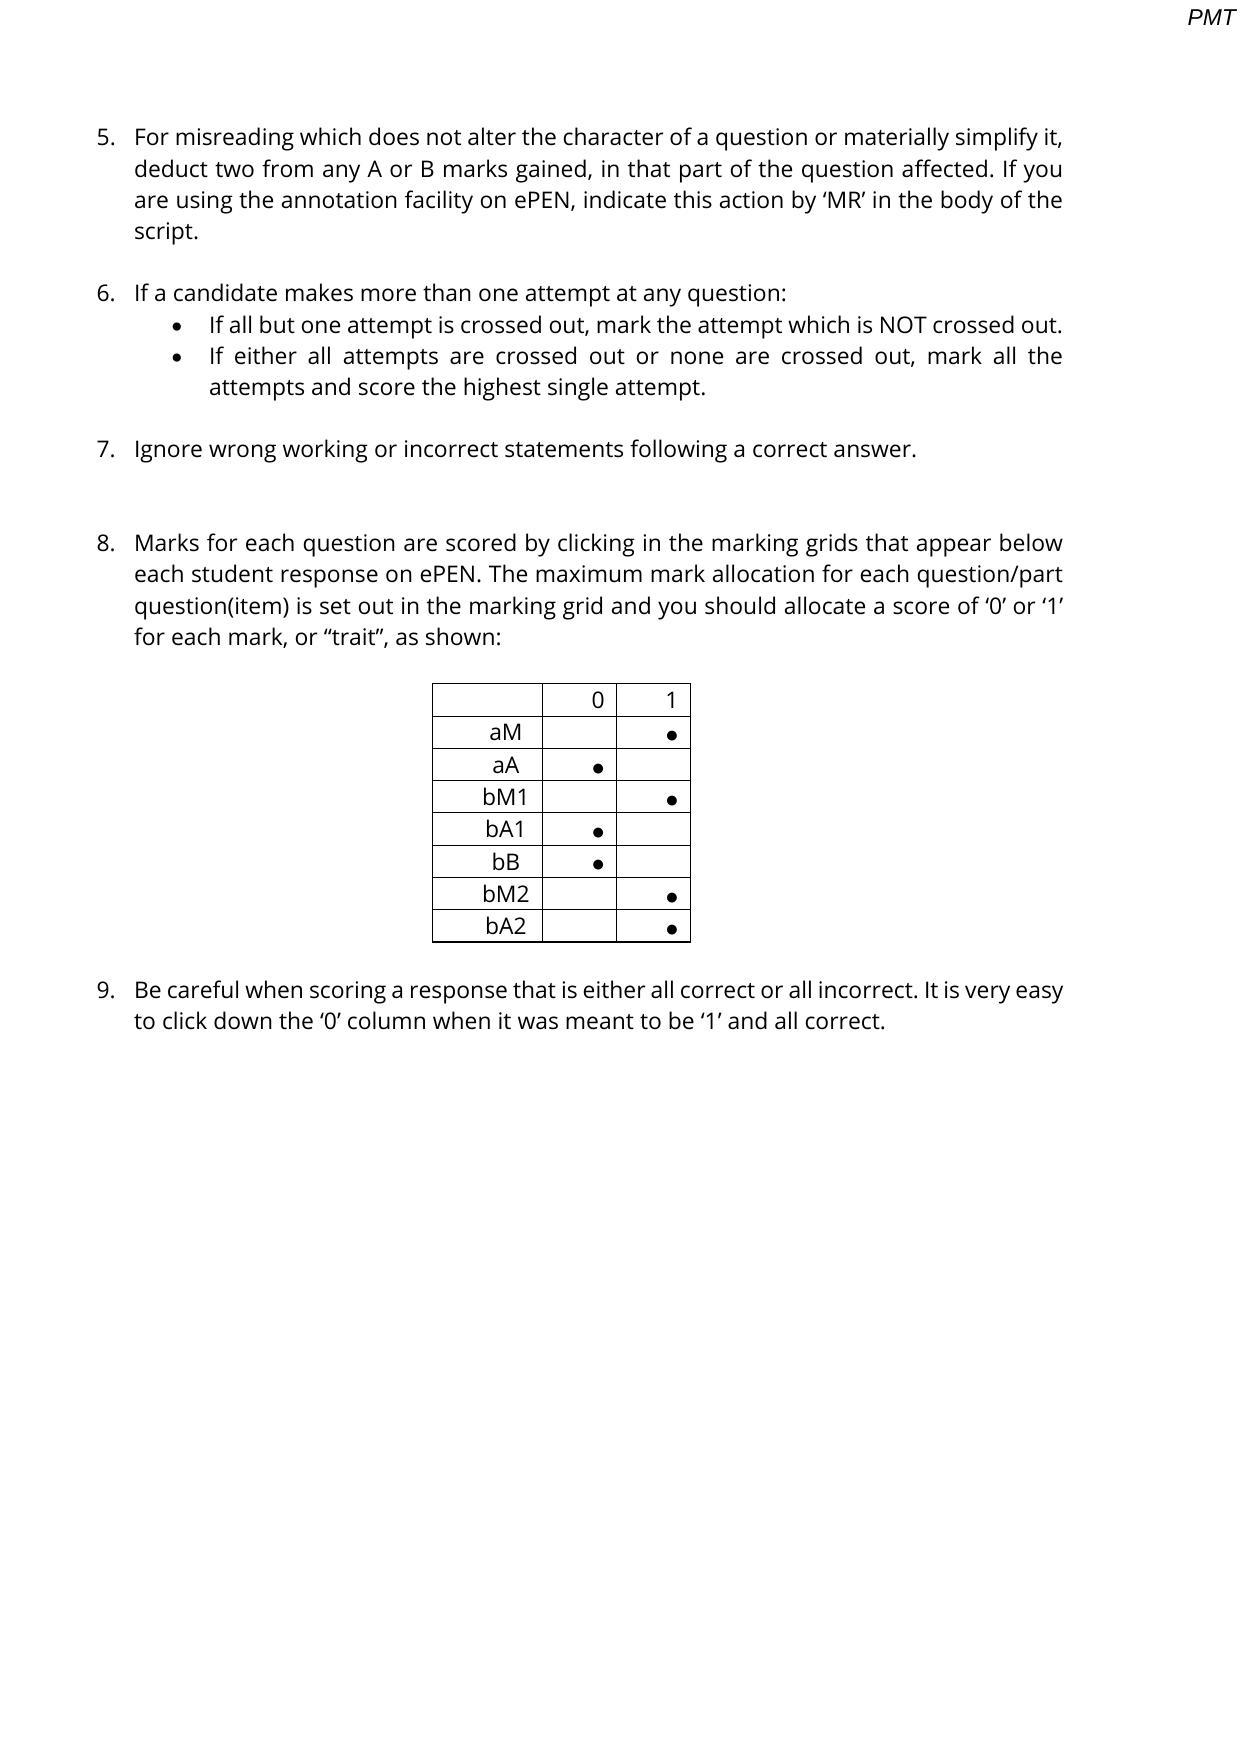 PMT
5. For misreading which does not alter the character of a question or materially simplify it,
deduct two from any A or B marks gained, in that part of the question affected. If you
are using the annotation facility on ePEN, indicate this action by ‘MR’ in the body of the
script.
6. If a candidate makes more than one attempt at any question:
• If all but one attempt is crossed out, mark the attempt which is NOT crossed out.
• If either all attempts are crossed out or none are crossed out, mark all the
attempts and score the highest single attempt.
7. Ignore wrong working or incorrect statements following a correct answer.
8. Marks for each question are scored by clicking in the marking grids that appear below
each student response on ePEN. The maximum mark allocation for each question/part
question(item) is set out in the marking grid and you should allocate a score of ‘0’ or ‘1’
for each mark, or “trait”, as shown:
0 1
aM ●
aA ●
bM1 ●
bA1 ●
bB ●
bM2 ●
bA2 ●
9. Be careful when scoring a response that is either all correct or all incorrect. It is very easy
to click down the ‘0’ column when it was meant to be ‘1’ and all correct.